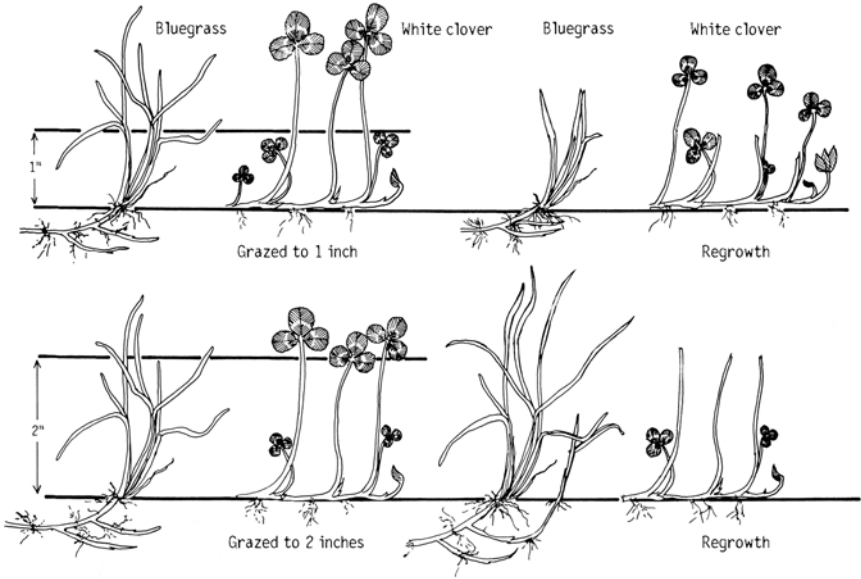 Bluegrass
White clover
Bluegrass
White clover
1"
Grazed to 1 inch
Regrowth
2"
Grazed to 2 inches
Regrowth